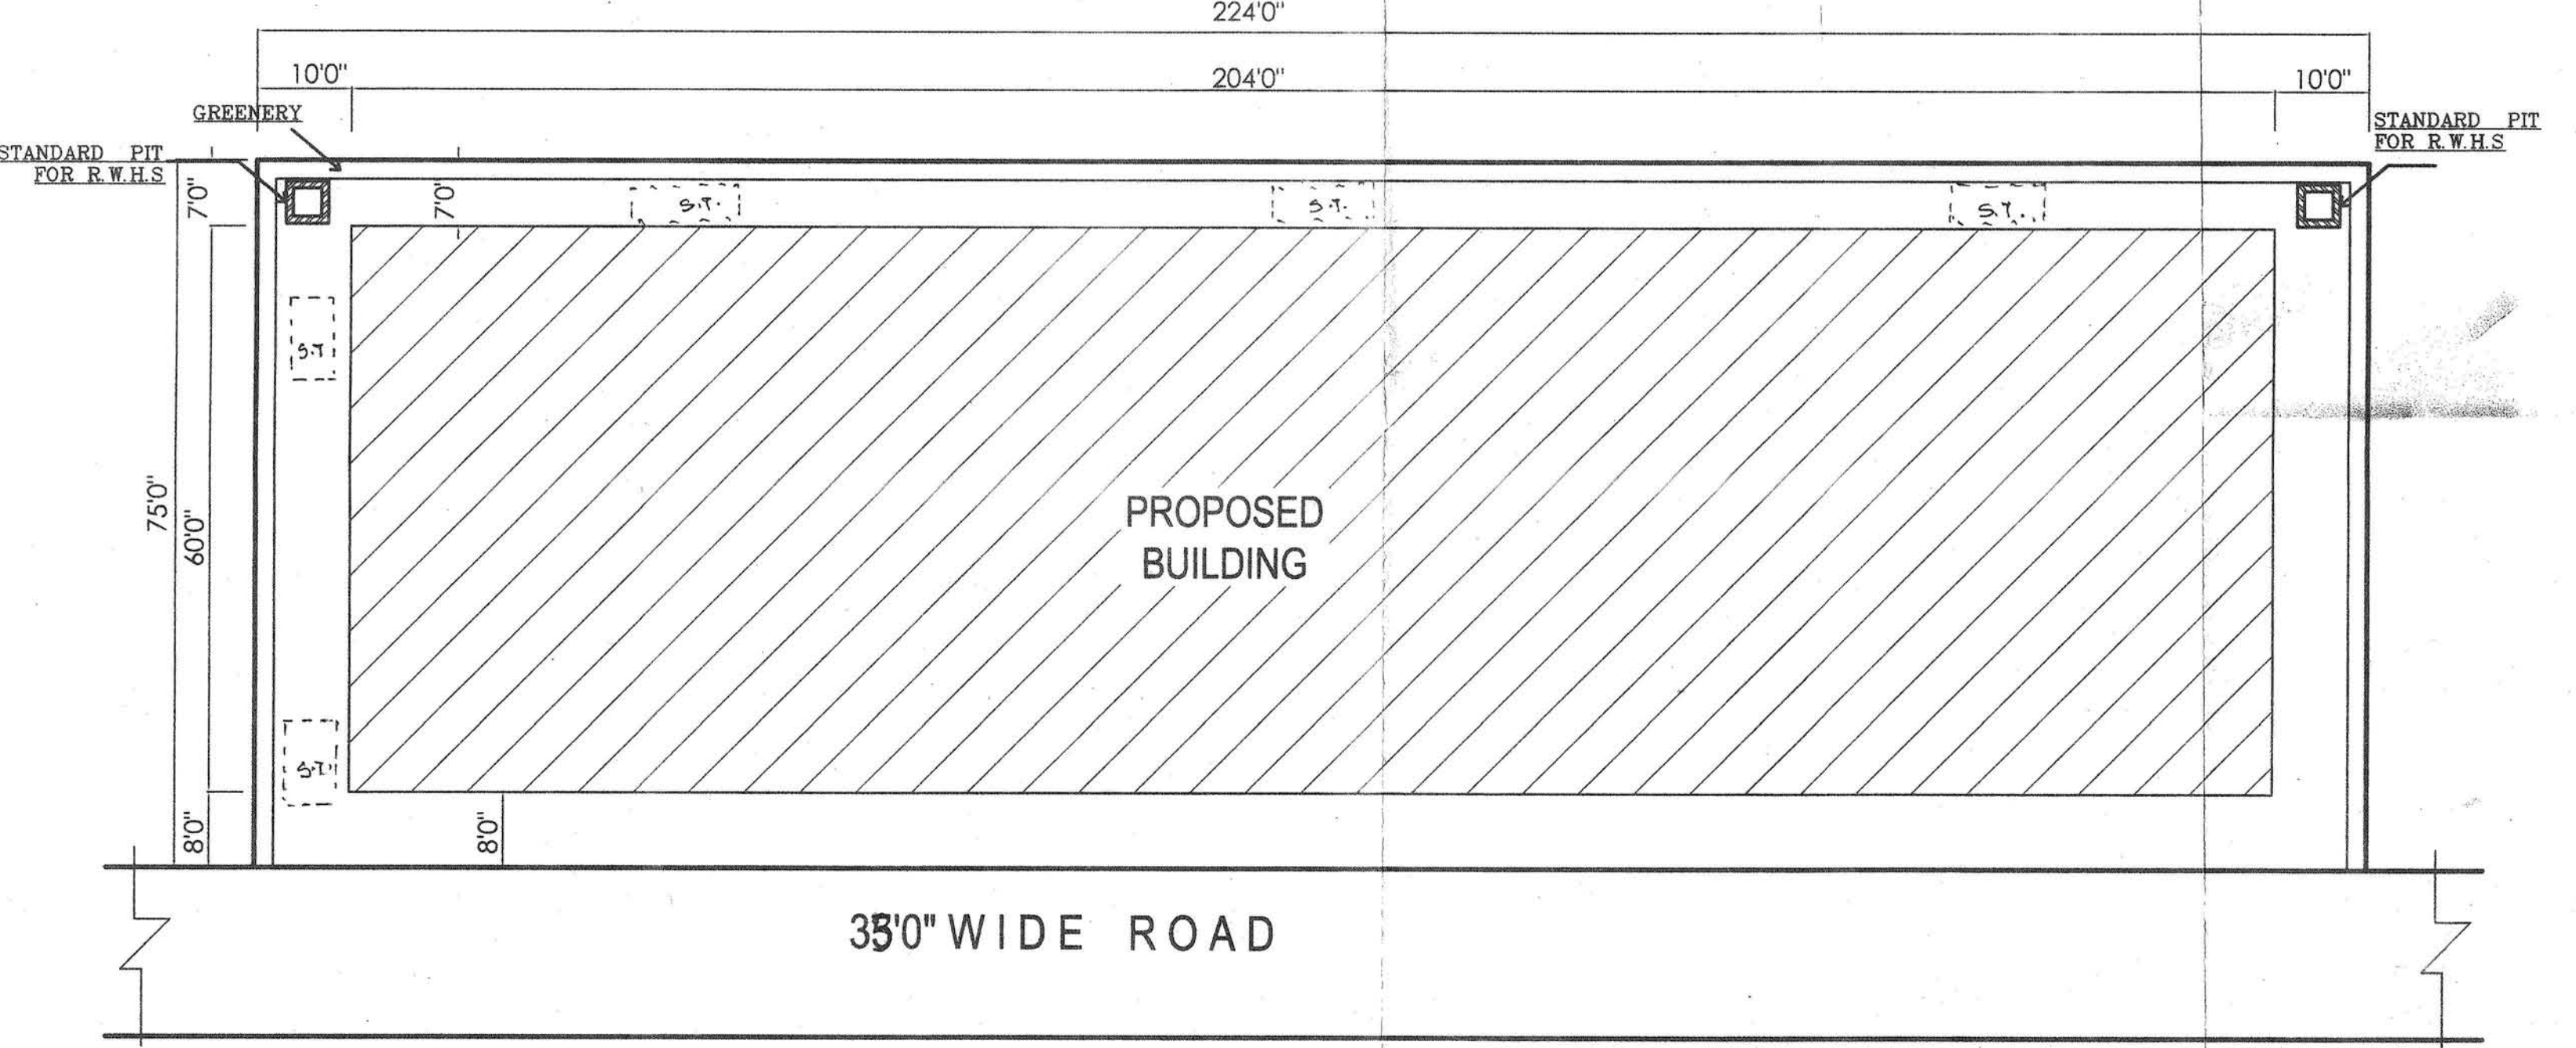 224'0"
10'0"
204'0"
10'0"
GREENERY
STANDARD PIT
FOR R.W.H.S
STANDARD PIT
FOR R.W.H.S
7'0"
7'0"
S.T.
S.T.
S.T.
S.T
75'0"
60'0"
PROPOSED
BUILDING
S.T.
8'0"
8'0"
WIDE ROAD